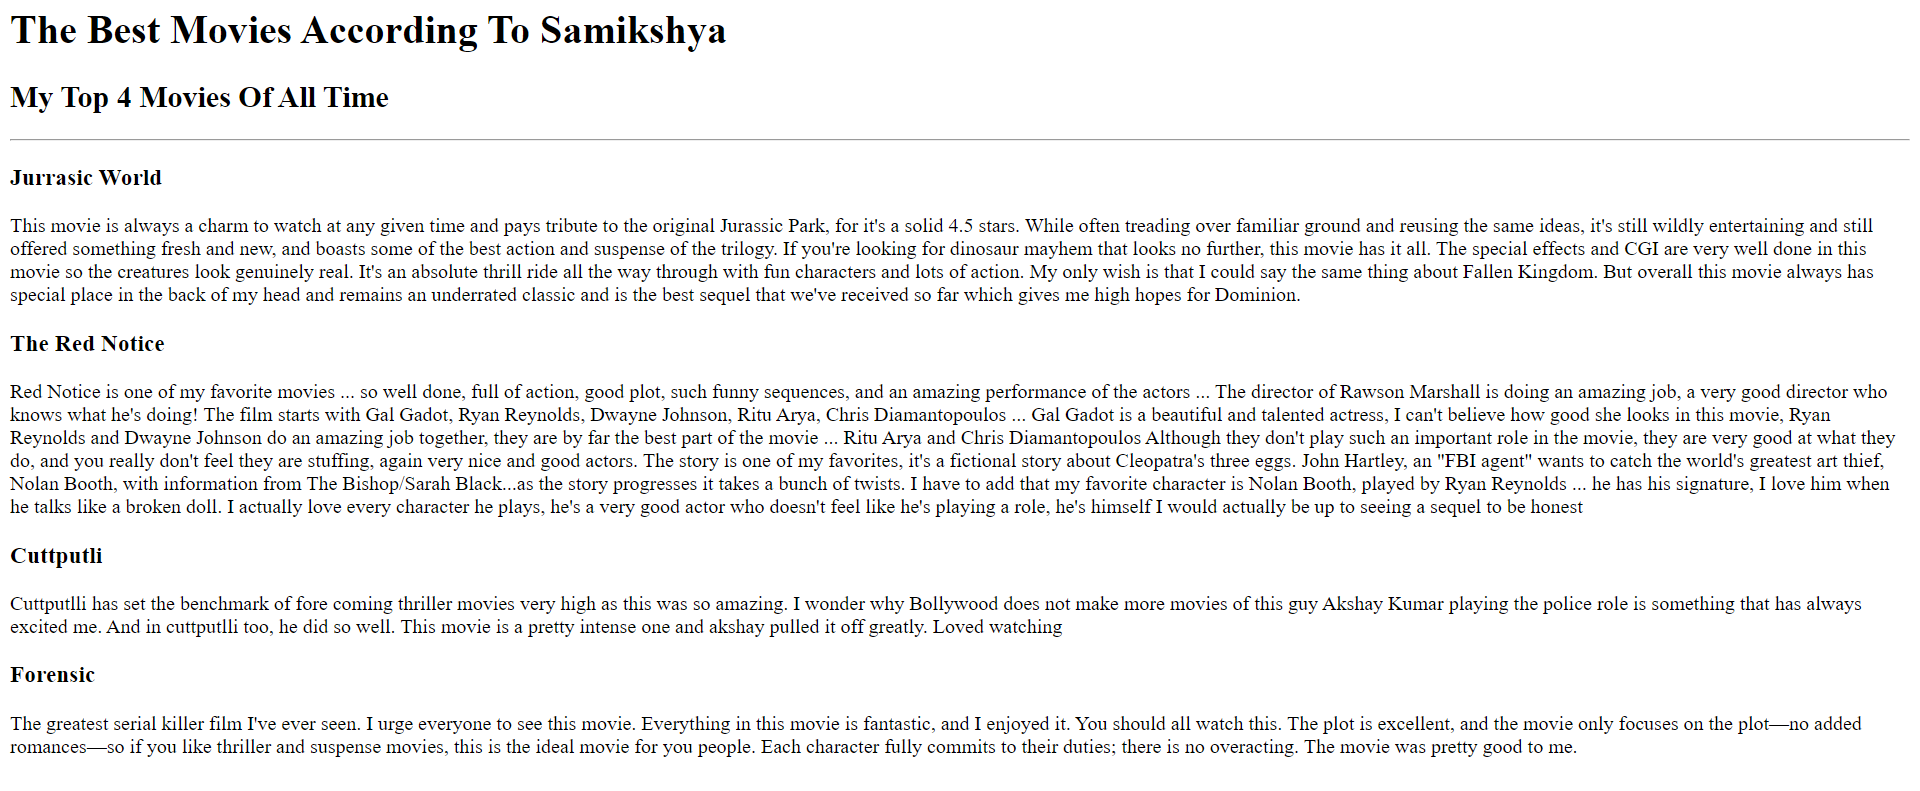 The Best Movies According To Samikshya
My Top 4 Movies Of All Time
Jurrasic World
This movie is always a charm to watch at any given time and pays tribute to the original Jurassic Park, for it's a solid 4.5 stars. While often treading over familiar ground and reusing the same ideas, it's still wildly entertaining and still
offered something fresh and new, and boasts some of the best action and suspense of the trilogy. If you're looking for dinosaur mayhem that looks no further, this movie has it all. The special effects and CGI are very well done in this
movie so the creatures look genuinely real. It's an absolute thrill ride all the way through with fun characters and lots of action. My only wish is that I could say the same thing about Fallen Kingdom. But overall this movie always has
special place in the back of my head and remains an underrated classic and is the best sequel that we've received so far which gives me high hopes for Dominion.
The Red Notice
Red Notice is one of my favorite movies ... so well done, full of action, good plot, such funny sequences, and an amazing performance of the actors ... The director of Rawson Marshall is doing an amazing job, a very good director who
knows what he's doing! The film starts with Gal Gadot, Ryan Reynolds, Dwayne Johnson, Ritu Arya, Chris Diamantopoulos ... Gal Gadot is a beautiful and talented actress, I can't believe how good she looks in this movie, Ryan
Reynolds and Dwayne Johnson do an amazing job together, they are by far the best part of the movie ... Ritu Arya and Chris Diamantopoulos Although they don't play such an important role in the movie, they are very good at what they
do, and you really don't feel they are stuffing, again very nice and good actors. The story is one of my favorites, it's a fictional story about Cleopatra's three eggs. John Hartley, an "FBI agent" wants to catch the world's greatest art thief,
Nolan Booth, with information from The Bishop/Sarah Black...as the story progresses it takes a bunch of twists. I have to add that my favorite character is Nolan Booth, played by Ryan Reynolds ... he has his signature, I love him when
he talks like a broken doll. I actually love every character he plays, he's a very good actor who doesn't feel like he's playing a role, he's himself I would actually be up to seeing a sequel to be honest
Cuttputli
Cuttputlli has set the benchmark of fore coming thriller movies very high as this was so amazing. I wonder why Bollywood does not make more movies of this guy Akshay Kumar playing the police role is something that has always
excited me. And in cuttputlli too, he did so well. This movie is a pretty intense one and akshay pulled it off greatly. Loved watching
Forensic
The greatest serial killer film I've ever seen. I urge everyone to see this movie. Everything in this movie is fantastic, and I enjoyed it. You should all watch this. The plot is excellent, and the movie only focuses on the plot—no added
romances—so if you like thriller and suspense movies, this is the ideal movie for you people. Each character fully commits to their duties; there is no overacting. The movie was pretty good to me.